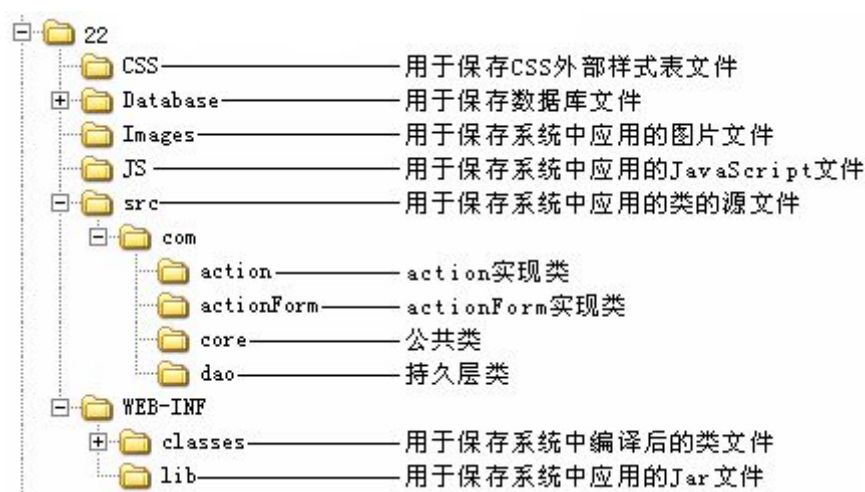 22
CSS 用于保存CSS外部样式表文件
Database 用于保存数据库文件
Images 用于保存系统中应用的图片文件
JS 用于保存系统中应用的JavaScript文件
src 用于保存系统中应用的类的源文件
com
action action实现类
actionForm actionForm实现类
core 公共类
dao 持久层类
WEB-INF
classes 用于保存系统中编译后的类文件
lib 用于保存系统中应用的Jar文件